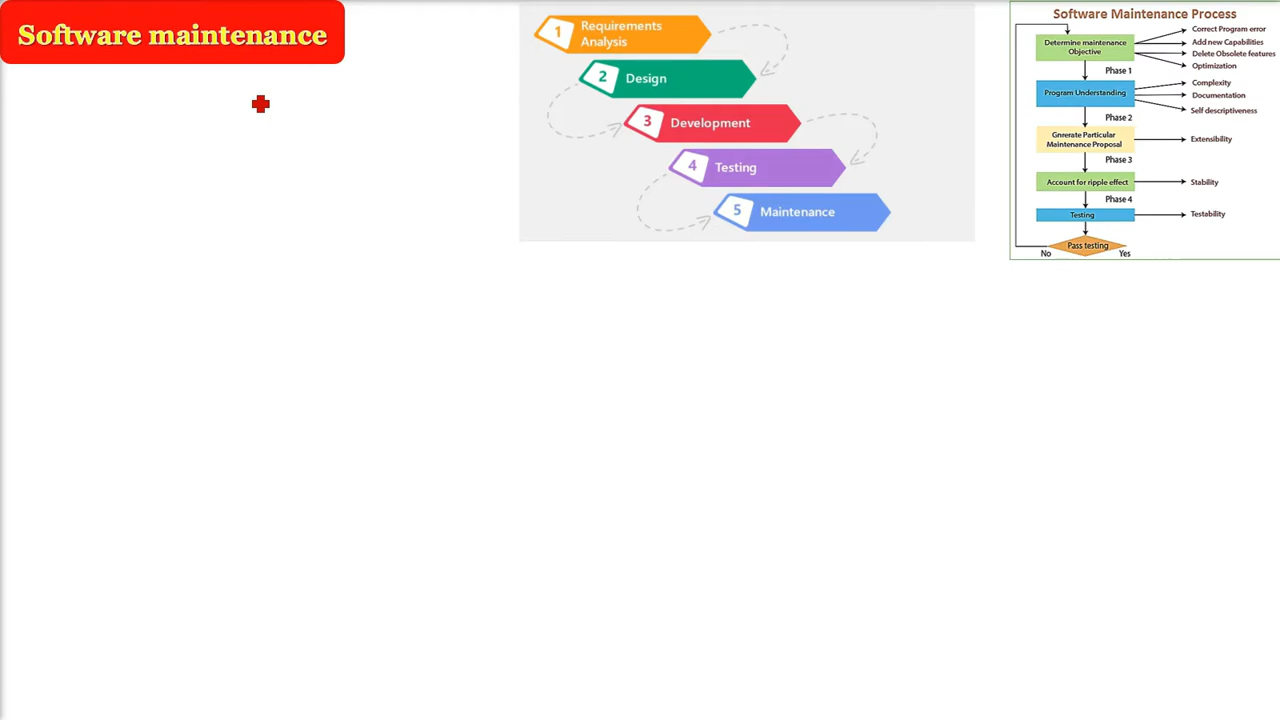 Software maintenance
1
Requirements
Analysis
2
Design
3
Development
4
Testing
5
Maintenance
Software Maintenance Process
Determine maintenance
Objective
Correct Program error
Add new Capabilities
Delete Obsolete features
Optimization
Phase 1
Program Understanding
Complexity
Documentation
Self descriptiveness
Phase 2
Gnrerate Particular
Maintenance Proposal
Extensibility
Phase 3
Account for ripple effect
Stability
Phase 4
Testing
Testability
Pass testing
No
Yes